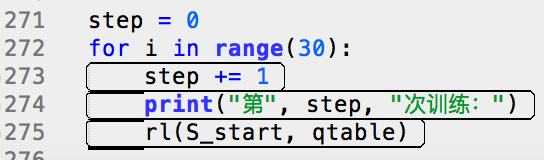 271 step = 0
272 for i in range(30):
273 step += 1
274 print("第", step, "次训练：")
275 rl(S_start, qtable)
276